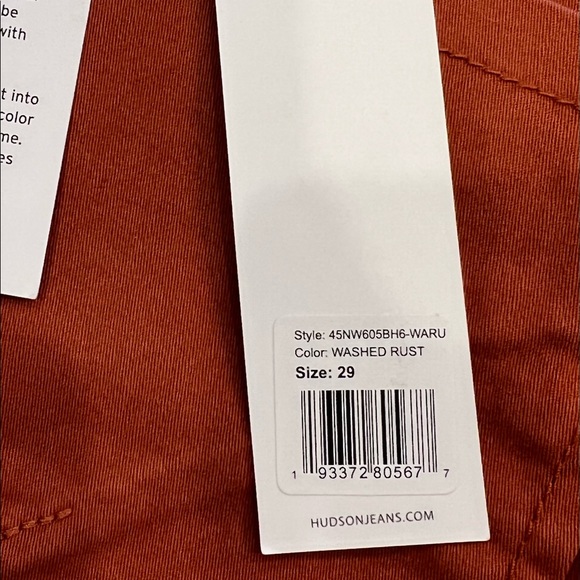 be
with
t into
color
me.
es
Style: 45NW605BH6-WARU
Color: WASHED RUST
Size: 29
1 93372 80567 7
HUDSONJEANS.COM